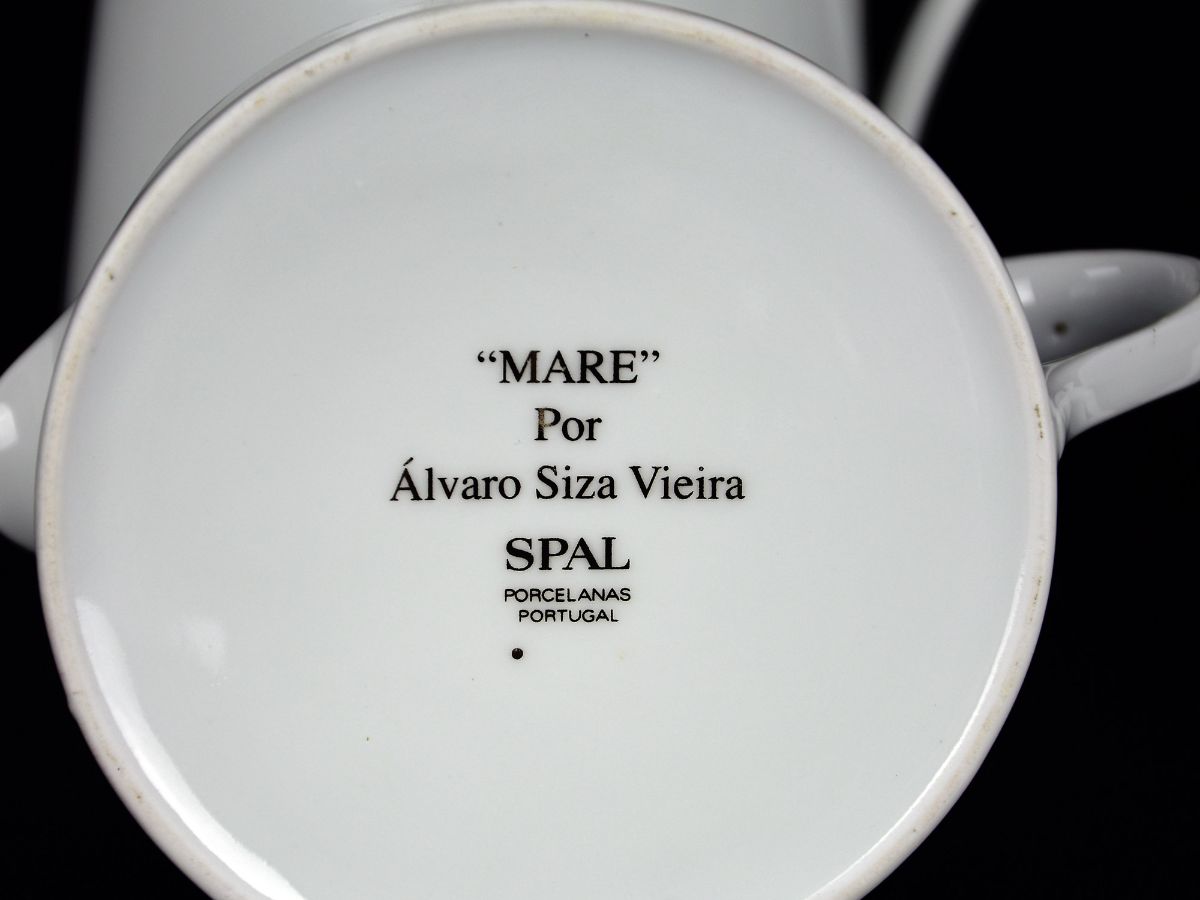 “MARE”
Por
Álvaro Siza Vieira
SPAL
PORCELANAS
PORTUGAL